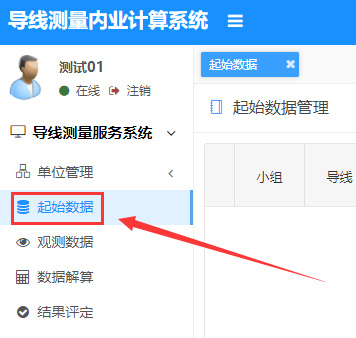 导线测量内业计算系统
测试01
在线 注销
导线测量服务系统
单位管理
起始数据
观测数据
数据解算
结果评定
起始数据
起始数据管理
小组 导线